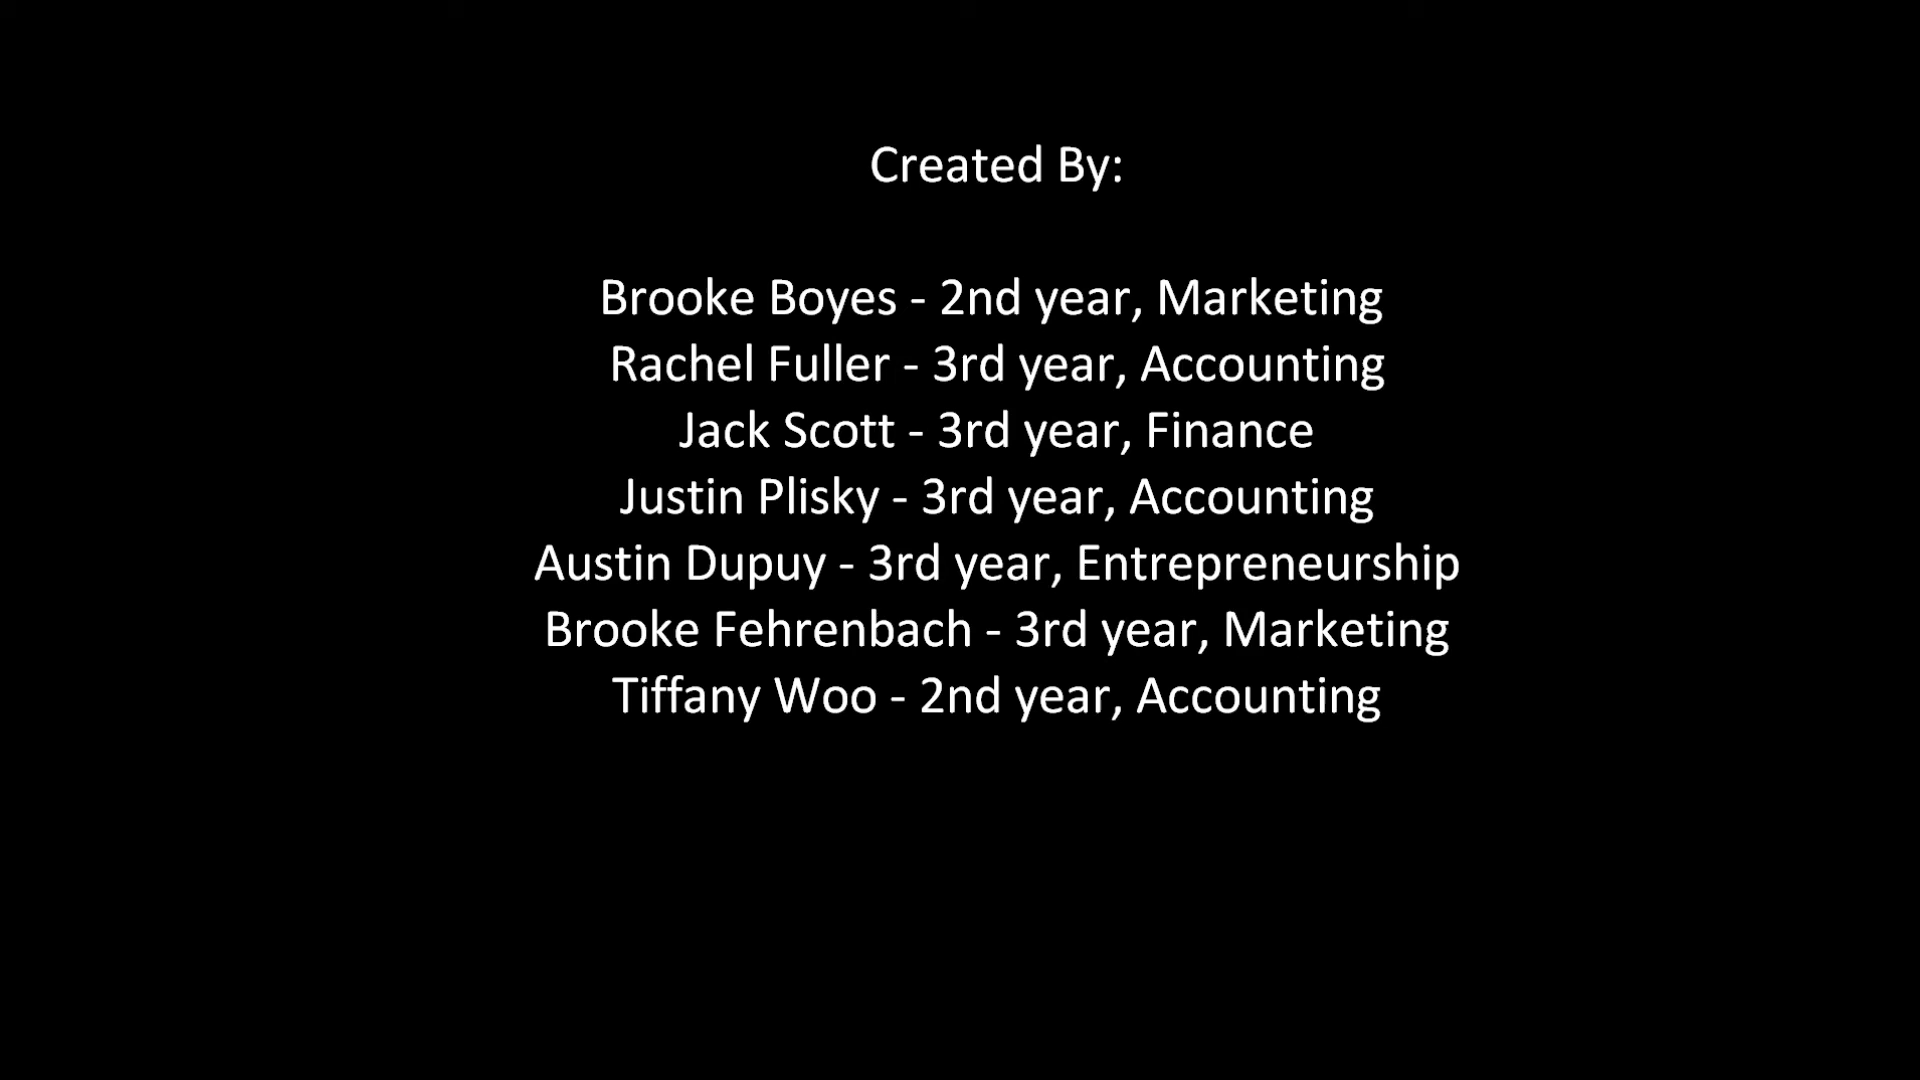 Created By:
Brooke Boyes - 2nd year, Marketing
Rachel Fuller - 3rd year, Accounting
Jack Scott - 3rd year, Finance
Justin Plisky - 3rd year, Accounting
Austin Dupuy - 3rd year, Entrepreneurship
Brooke Fehrenbach - 3rd year, Marketing
Tiffany Woo - 2nd year, Accounting